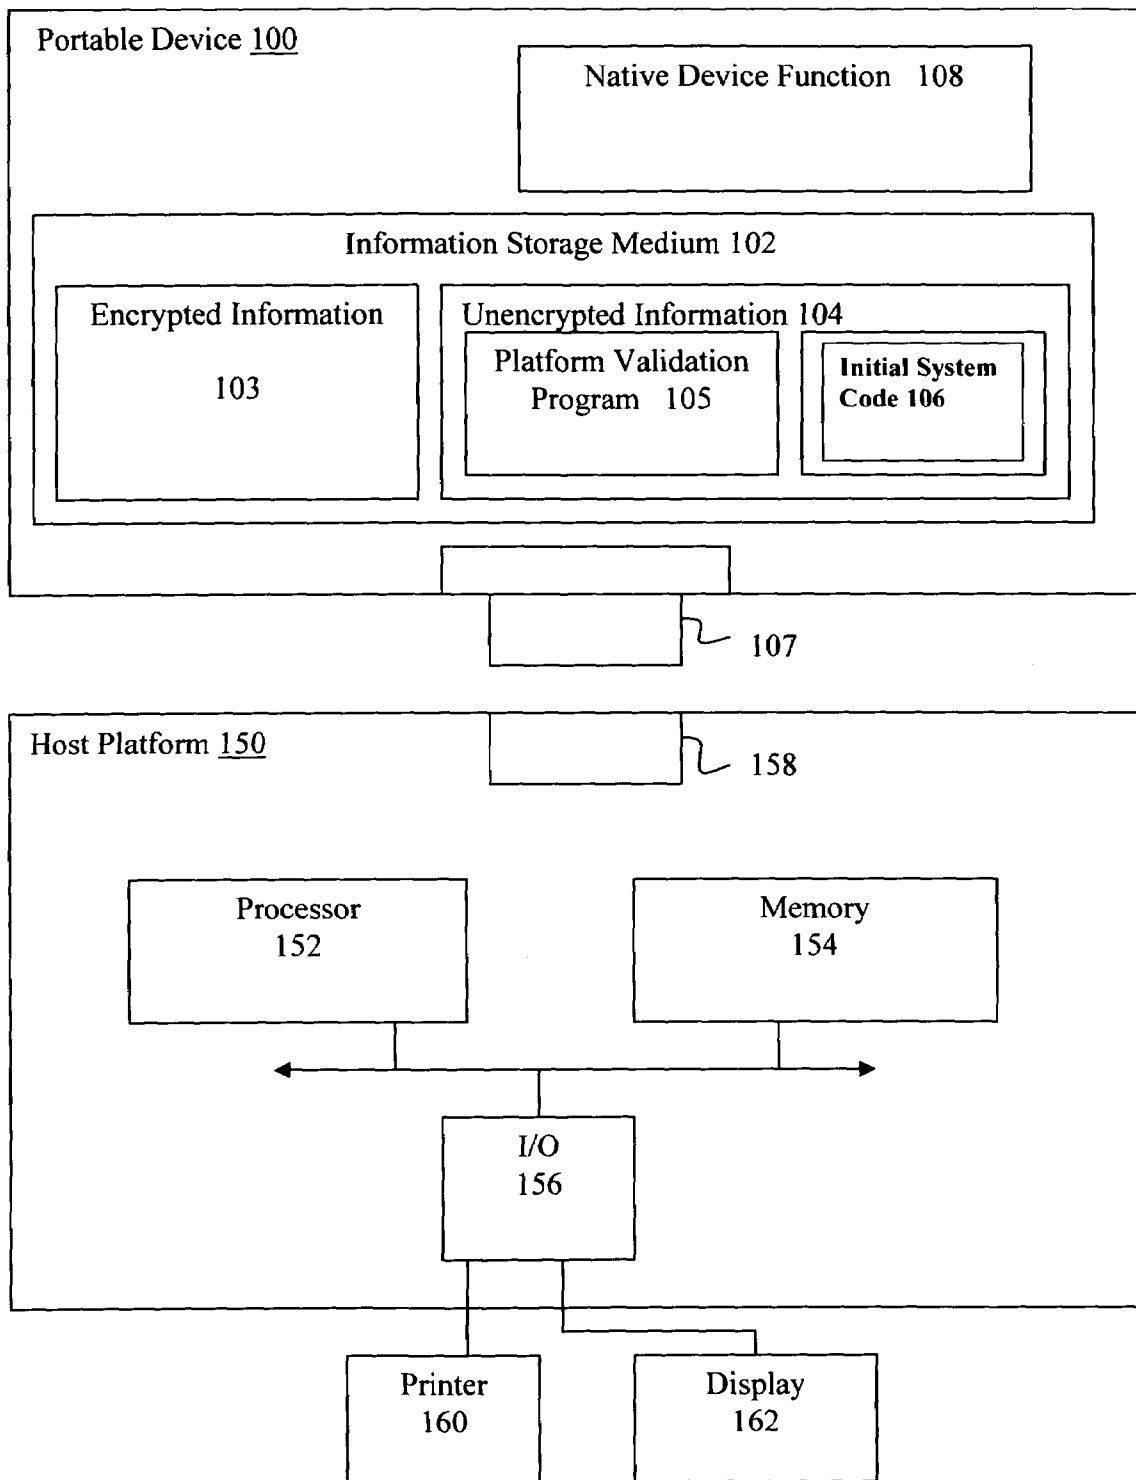 Portable Device 100
Native Device Function 108
Information Storage Medium 102
Encrypted Information
103
Unencrypted Information 104
Platform Validation
Program 105
Initial System
Code 106
107
Host Platform 150
158
Processor
152
Memory
154
I/O
156
Printer
160
Display
162